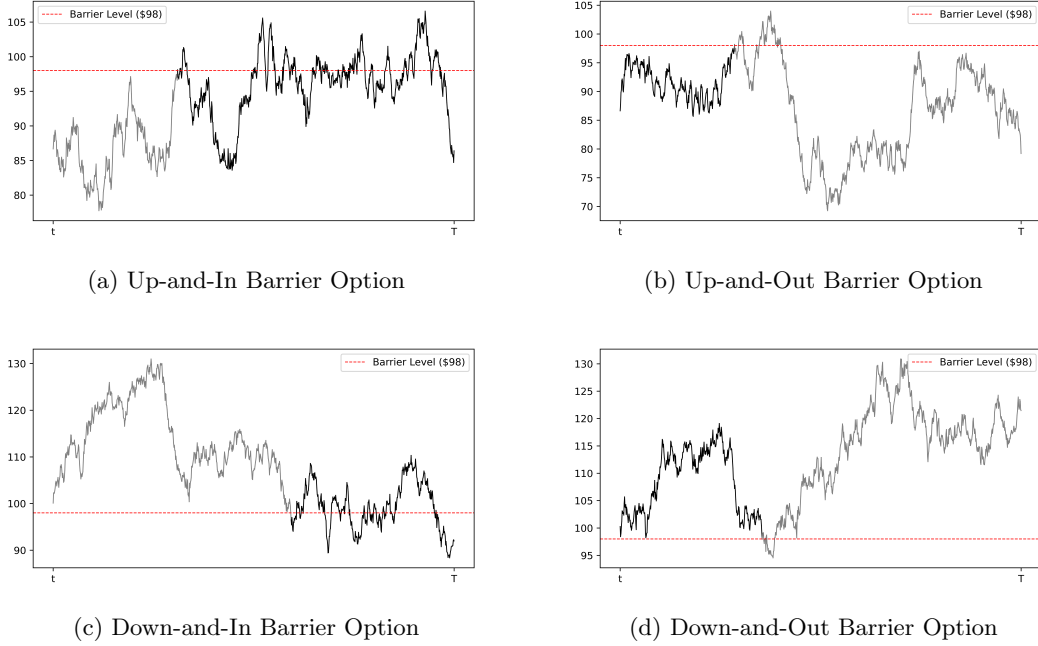 105
100
95
90
85
80
Barrier Level ($98)
t
T
(a) Up-and-In Barrier Option
105
100
95
90
85
80
75
70
Barrier Level ($98)
t
T
(b) Up-and-Out Barrier Option
130
120
110
100
90
Barrier Level ($98)
t
T
(c) Down-and-In Barrier Option
130
125
120
115
110
105
100
95
Barrier Level ($98)
t
T
(d) Down-and-Out Barrier Option